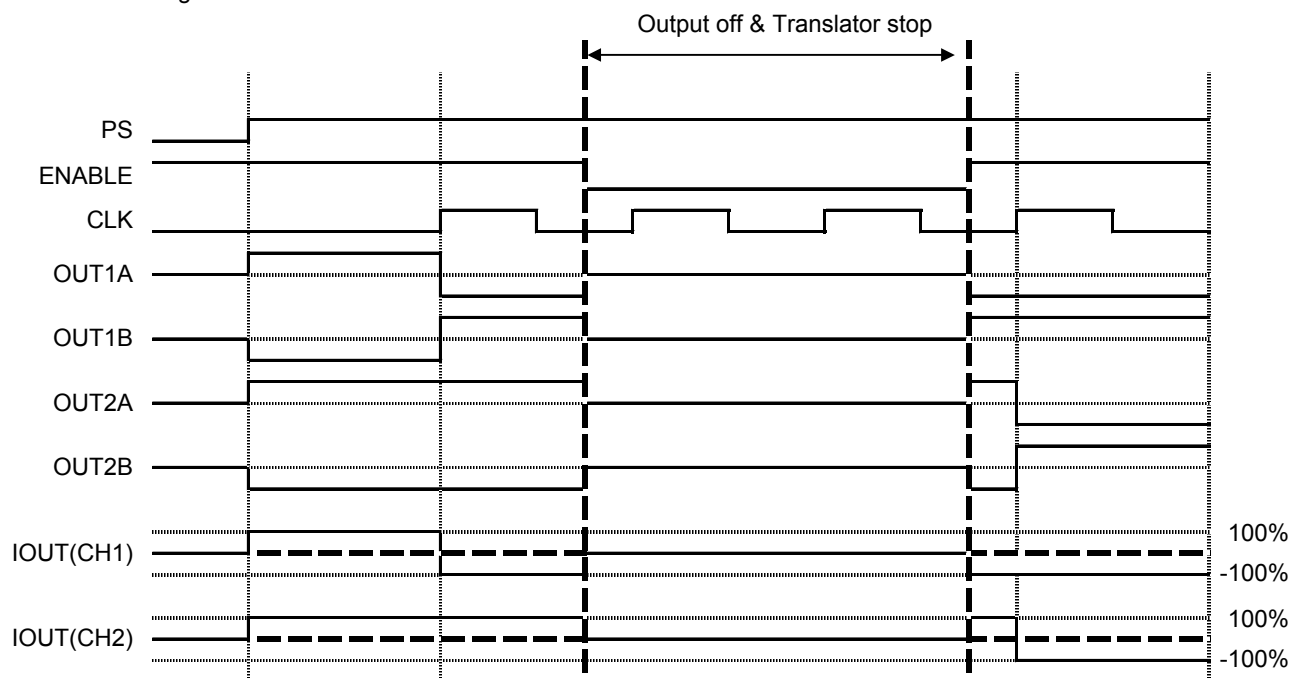 Output off & Translator stop
PS
ENABLE
CLK
OUT1A
OUT1B
OUT2A
OUT2B
IOUT(CH1)
100%
-100%
IOUT(CH2)
100%
-100%